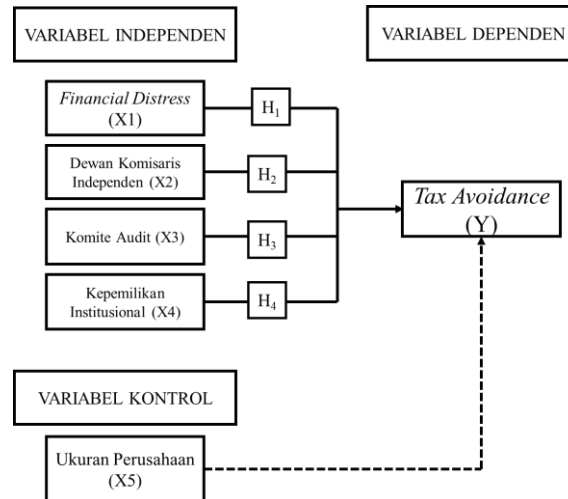 VARIABEL INDEPENDEN
VARIABEL DEPENDEN
Financial Distress
(X1)
H₁
Dewan Komisaris
Independen (X2)
H₂
Komite Audit (X3)
H₃
Kepemilikan
Institusional (X4)
H₄
Tax Avoidance
(Y)
VARIABEL KONTROL
Ukuran Perusahaan
(X5)